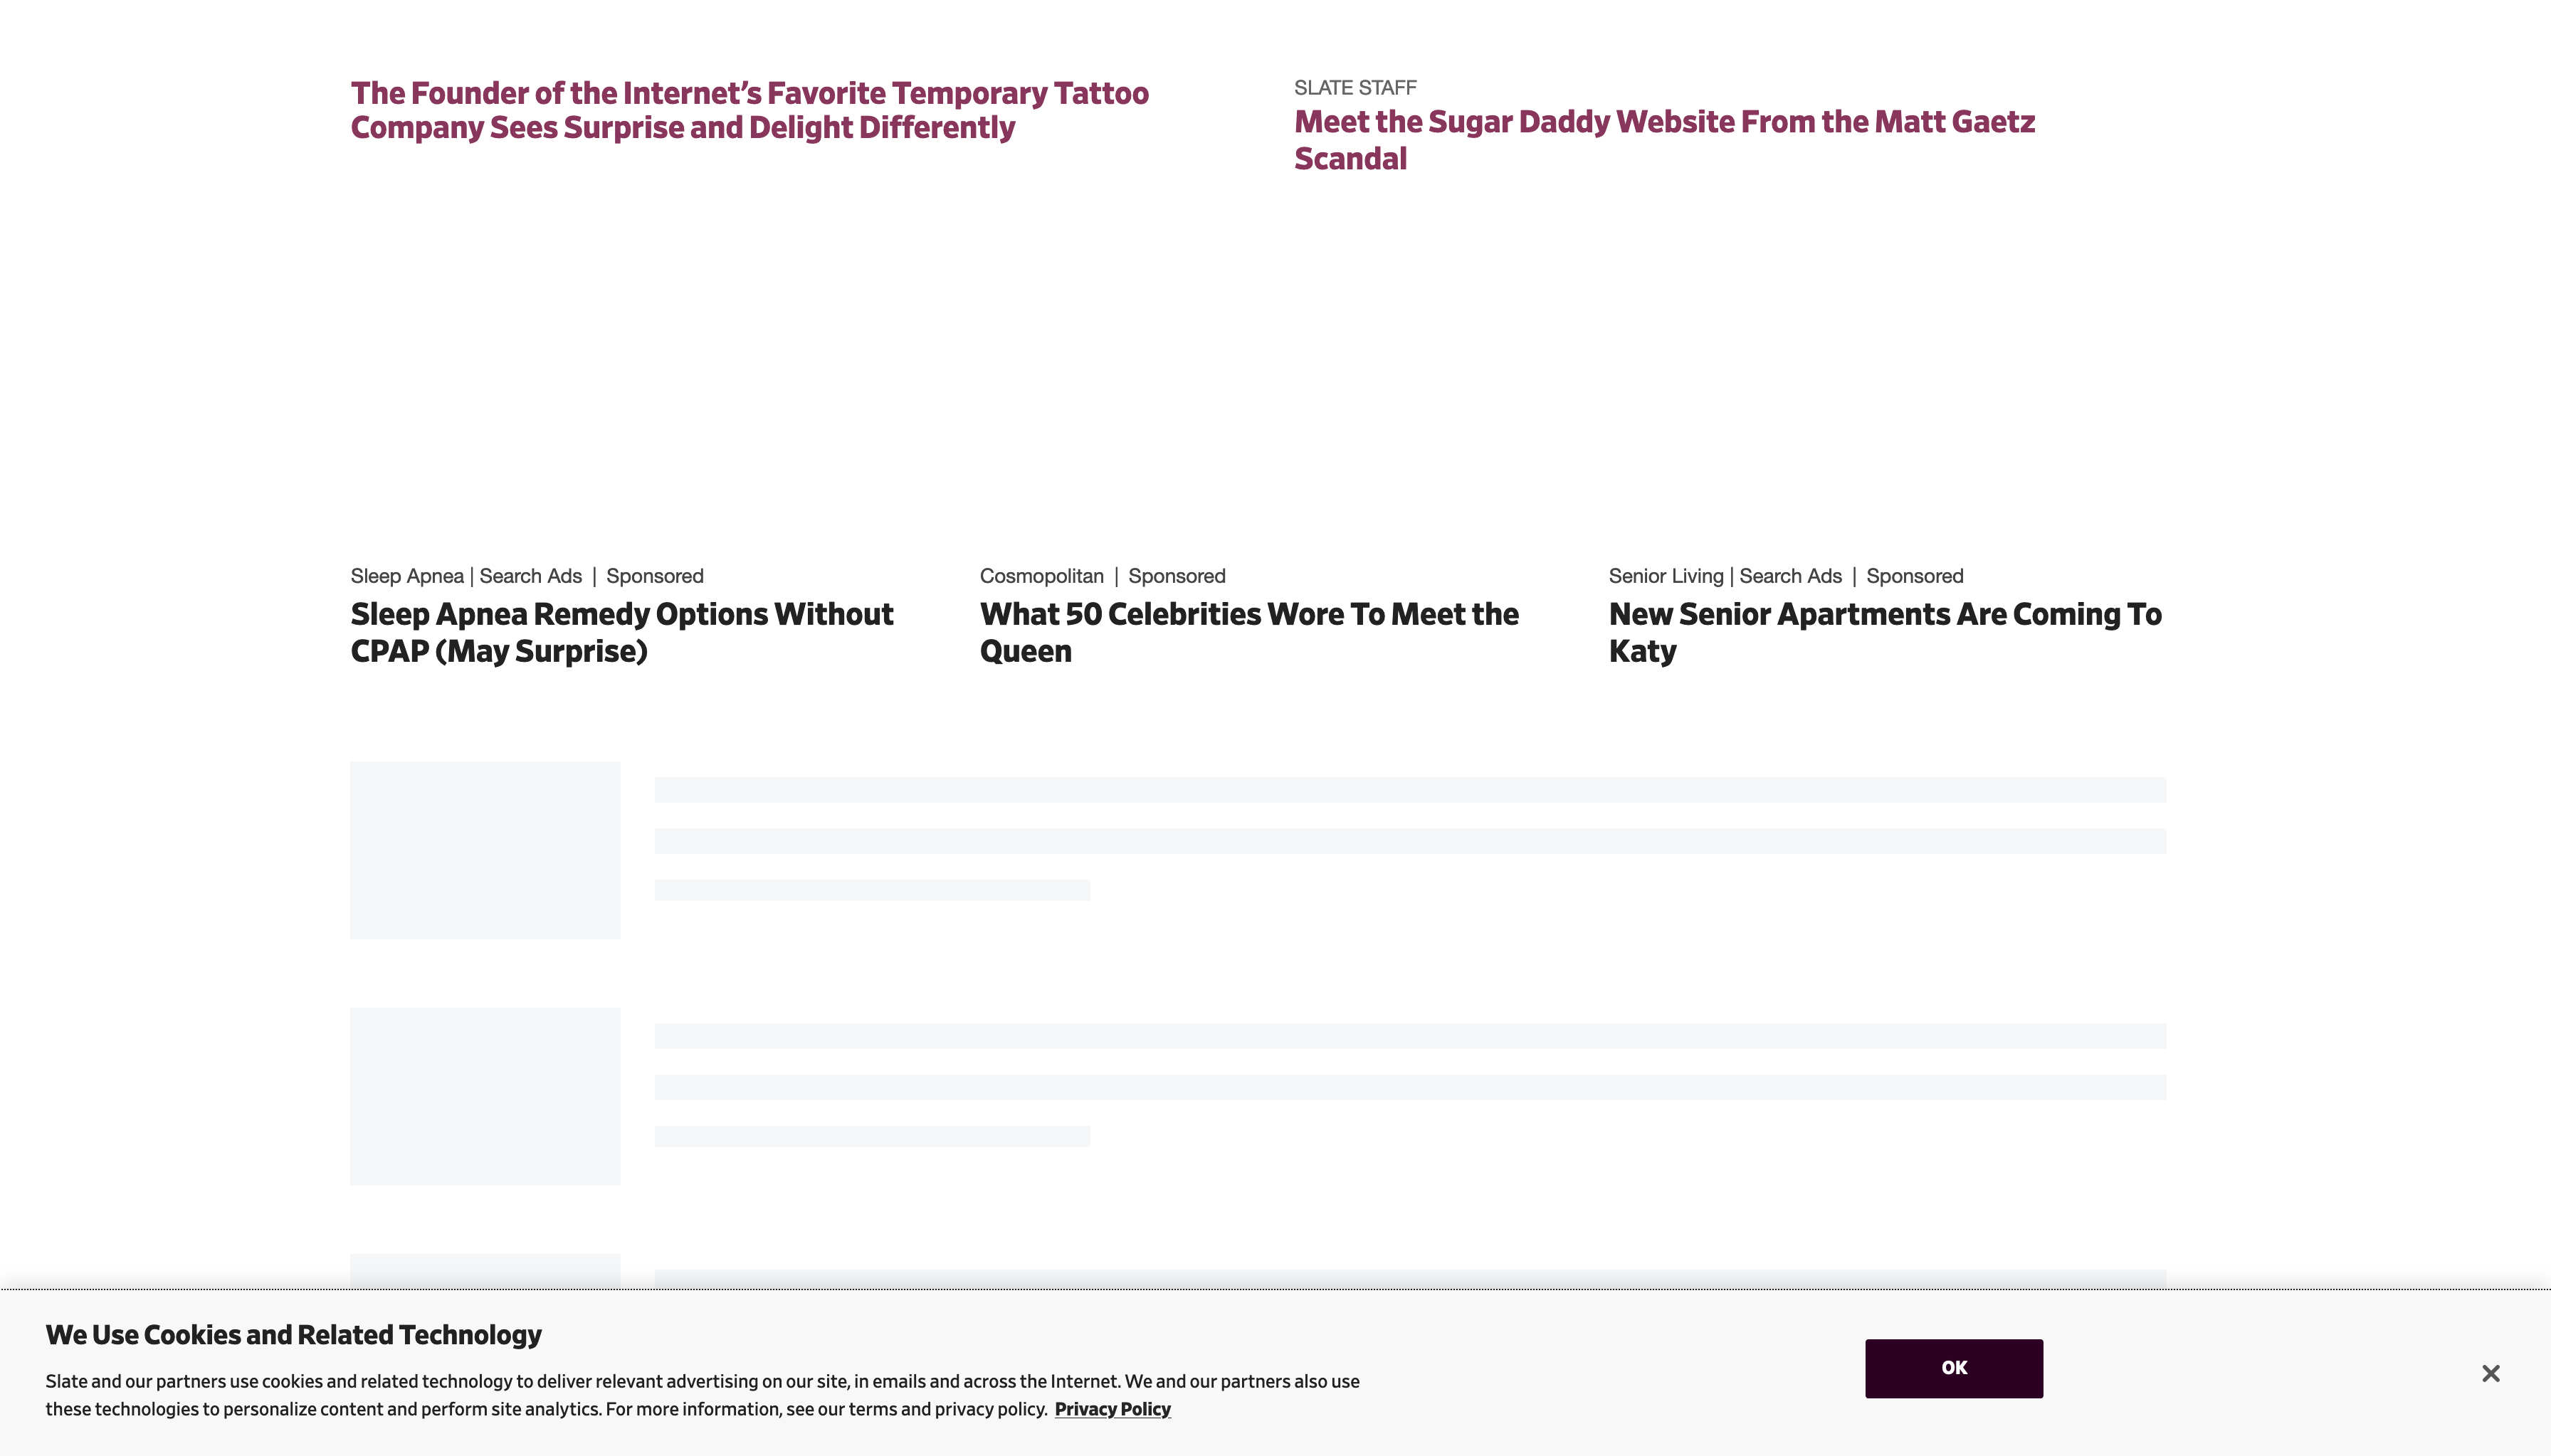 The Founder of the Internet’s Favorite Temporary Tattoo
Company Sees Surprise and Delight Differently
SLATE STAFF
Meet the Sugar Daddy Website From the Matt Gaetz
Scandal
Sleep Apnea | Search Ads | Sponsored
Sleep Apnea Remedy Options Without
CPAP (May Surprise)
Cosmopolitan | Sponsored
What 50 Celebrities Wore To Meet the
Queen
Senior Living | Search Ads | Sponsored
New Senior Apartments Are Coming To
Katy
We Use Cookies and Related Technology
Slate and our partners use cookies and related technology to deliver relevant advertising on our site, in emails and across the Internet. We and our partners also use
these technologies to personalize content and perform site analytics. For more information, see our terms and privacy policy. Privacy Policy
OK